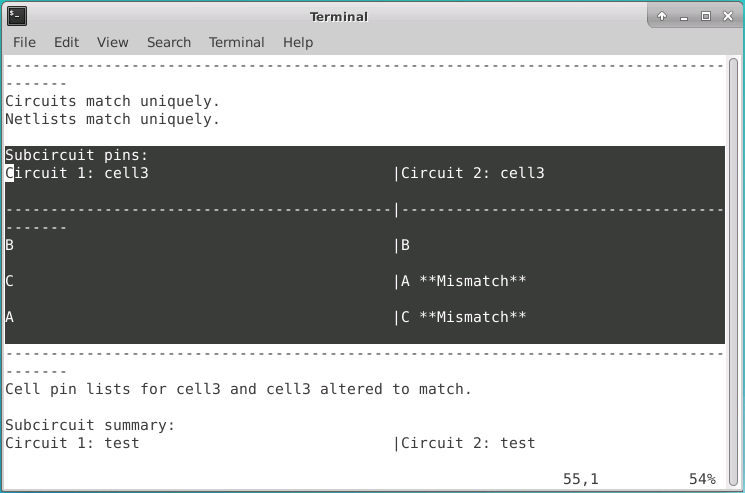 Terminal
File Edit View Search Terminal Help
--------------------------------------------------------------------------------
-------
Circuits match uniquely.
Netlists match uniquely.
Subcircuit pins:
Circuit 1: cell3                           |Circuit 2: cell3
-------------------------------------------|------------------------------------
-------
B                                          |B
C                                          |A **Mismatch**
A                                          |C **Mismatch**
--------------------------------------------------------------------------------
-------
Cell pin lists for cell3 and cell3 altered to match.
Subcircuit summary:
Circuit 1: test                            |Circuit 2: test
55,1 54%